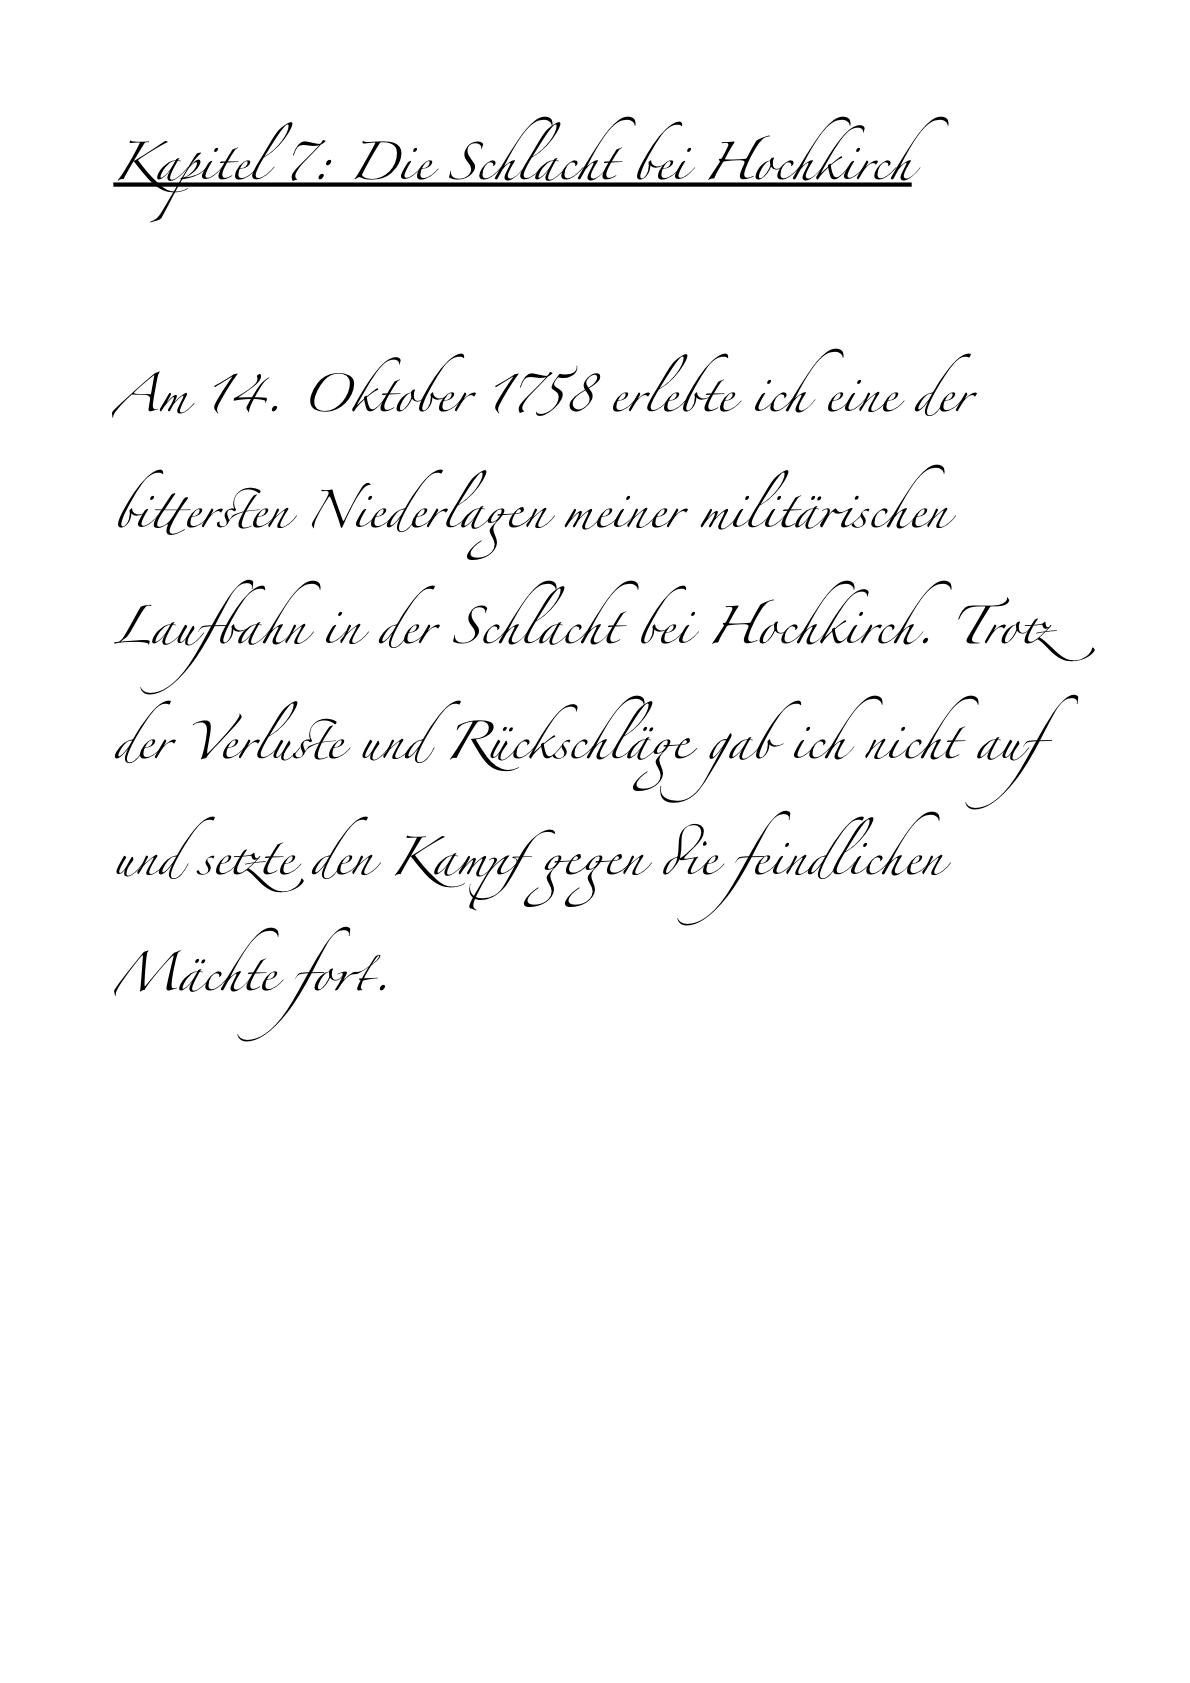 Kapitel 7: Die Schlacht bei Hochkirch
Am 14. Oktober 1758 erlebte ich eine der
bittersten Niederlagen meiner militärischen
Laufbahn in der Schlacht bei Hochkirch. Trotz
der Verluste und Rückschläge gab ich nicht auf
und setzte den Kampf gegen die feindlichen
Mächte fort.